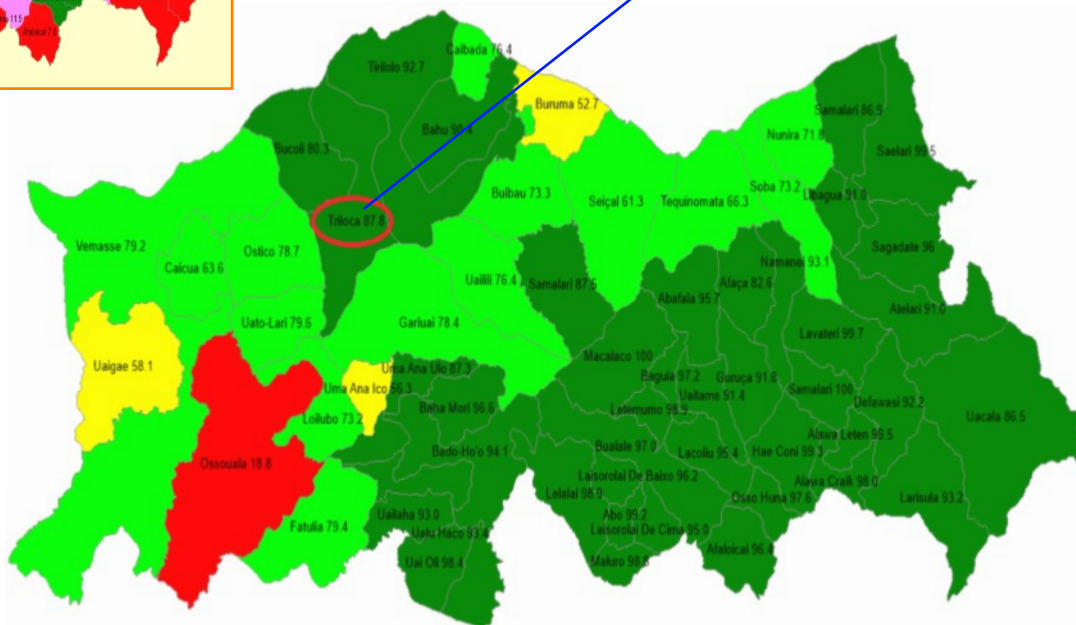 Caibada 76.4
Tirilolo 92.7
Buruma 52.7
Samalari 86.9
Bahu 90.4
Nunira 71.8
Bucoli 80.3
Saelari 99.5
Buibau 73.3
Seiçal 61.3
Tequinomata 66.3
Soba 73.2
Libagua 91.0
Triloca 87.8
Vemasse 79.2
Ostico 78.7
Sagadate 96
Caicua 63.6
Namanei 93.1
Uailili 76.4
Samalari 87.5
Afaça 82.6
Abafala 95.7
Atelari 91.0
Uato-Lari 79.6
Gariuai 78.4
Lavateri 99.7
Macalaco 100
Uaigae 58.1
Uma Ana Ulo 87.3
Baguia 97.2
Guruça 91.8
Uma Ana Ico 56.3
Uaitame 91.4
Samalari 100
Defawasi 92.2
Baha Mori 96.6
Letemumo 98.9
Loilubo 73.2
Uacala 86.5
Alawa Leten 99.5
Bualale 97.0
Bado-Ho'o 94.1
Lacoliu 95.4
Hae Coni 99.3
Ossouala 18.8
Laisorolai De Baixo 96.2
Alawa Craik 98.0
Lelalai 98.9
Osso Huna 97.6
Larisula 93.2
Uailaha 93.0
Abo 99.2
Fatulia 79.4
Laisorolai De Cima 95.0
Uatu Haco 93.4
Afaloicai 96.4
Uai Oli 98.4
Maluro 98.8